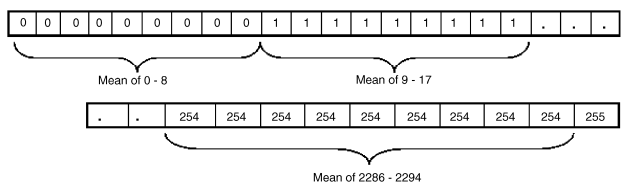 0 0 0 0 0 0 0 0 0 0 1 1 1 1 1 1 1 1 1 . . .
Mean of 0 - 8
Mean of 9 - 17
. . 254 254 254 254 254 254 254 254 254 255
Mean of 2286 - 2294